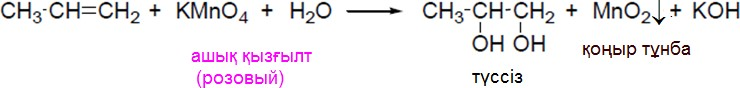 CH₃-CH=CH₂ + KMnO₄ + H₂O ⟶ CH₃-CH-CH₂ + MnO₂↓ + KOH
OH OH
ашық қызғылт
(розовый)
түссіз
қоңыр тұнба